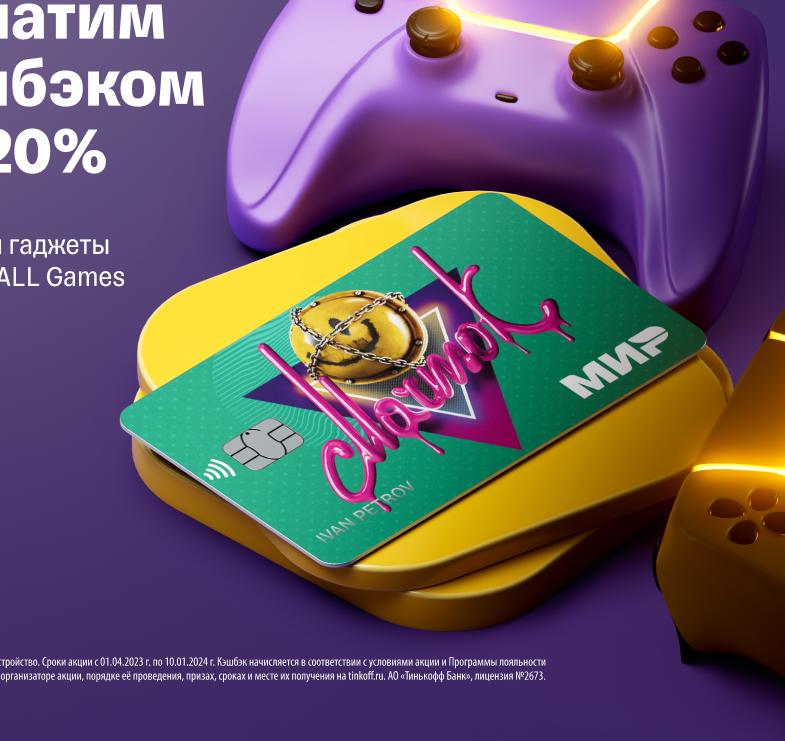 латим
шбэком
20%
и гаджеты
ALL Games
МИР
IVAN PETROV
стройство. Сроки акции с 01.04.2023 г. по 10.01.2024 г. Кэшбэк начисляется в соответствии с условиями акции и Программы лояльности
организаторе акции, порядке её проведения, призах, сроках и месте их получения на tinkoff.ru. АО «Тинькофф Банк», лицензия №2673.